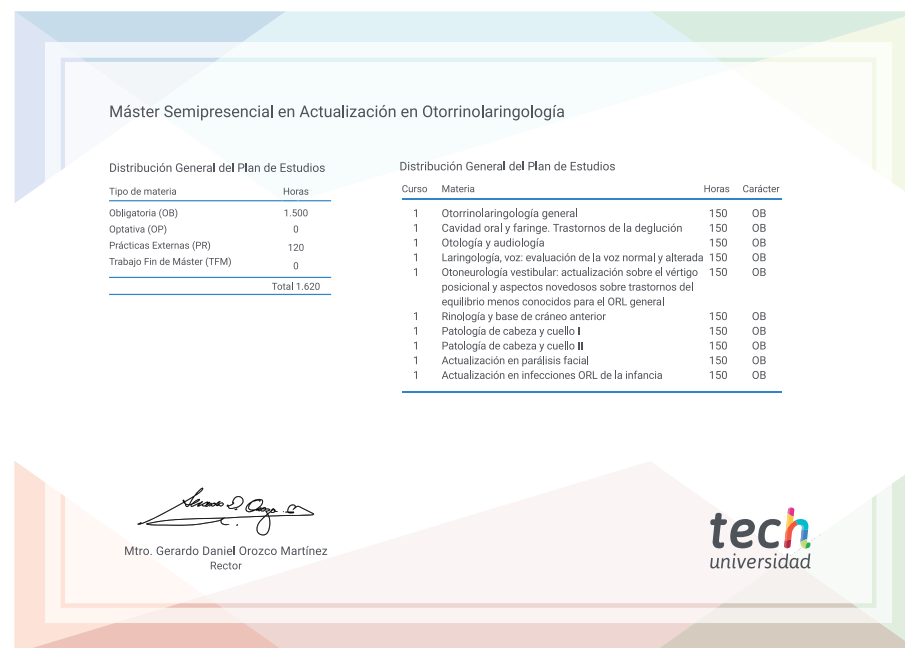 Máster Semipresencial en Actualización en Otorrinolaringología
Distribución General del Plan de Estudios
Tipo de materia Horas
Obligatoria (OB) 1.500
Optativa (OP) 0
Prácticas Externas (PR) 120
Trabajo Fin de Máster (TFM) 0
Total 1.620
Distribución General del Plan de Estudios
Curso Materia Horas Carácter
1 Otorrinolaringología general 150 OB
1 Cavidad oral y faringe. Trastornos de la deglución 150 OB
1 Otología y audiología 150 OB
1 Laringología, voz: evaluación de la voz normal y alterada 150 OB
1 Otoneurología vestibular: actualización sobre el vértigo 150 OB
posicional y aspectos novedosos sobre trastornos del
equilibrio menos conocidos para el ORL general
1 Rinología y base de cráneo anterior 150 OB
1 Patología de cabeza y cuello I 150 OB
1 Patología de cabeza y cuello II 150 OB
1 Actualización en parálisis facial 150 OB
1 Actualización en infecciones ORL de la infancia 150 OB
Mtro. Gerardo Daniel Orozco Martínez
Rector
tech
universidad